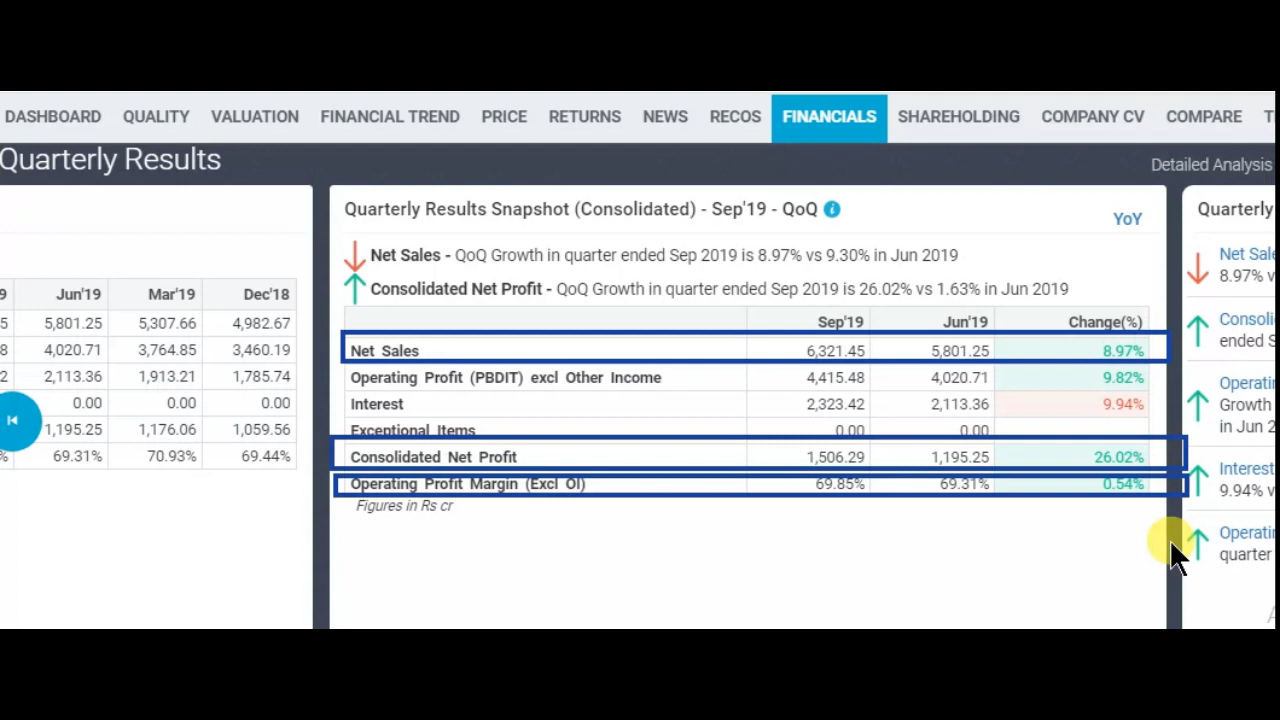 DASHBOARD QUALITY VALUATION FINANCIAL TREND PRICE RETURNS NEWS RECOS FINANCIALS SHAREHOLDING COMPANY CV COMPARE T
Quarterly Results
Detailed Analysis
9 Jun'19 Mar'19 Dec'18
5 5,801.25 5,307.66 4,982.67
8 4,020.71 3,764.85 3,460.19
2 2,113.36 1,913.21 1,785.74
0.00 0.00 0.00
1,195.25 1,176.06 1,059.56
% 69.31% 70.93% 69.44%
Quarterly Results Snapshot (Consolidated) - Sep'19 - QoQ i
YoY
Net Sales - QoQ Growth in quarter ended Sep 2019 is 8.97% vs 9.30% in Jun 2019
Consolidated Net Profit - QoQ Growth in quarter ended Sep 2019 is 26.02% vs 1.63% in Jun 2019
Sep'19 Jun'19 Change(%)
Net Sales 6,321.45 5,801.25 8.97%
Operating Profit (PBDIT) excl Other Income 4,415.48 4,020.71 9.82%
Interest 2,323.42 2,113.36 9.94%
Exceptional Items 0.00 0.00
Consolidated Net Profit 1,506.29 1,195.25 26.02%
Operating Profit Margin (Excl OI) 69.85% 69.31% 0.54%
Figures in Rs cr
Quarterly
Net Sale
8.97% v
Consoli
ended S
Operatin
Growth
in Jun 2
Interest
9.94% v
Operatin
quarter